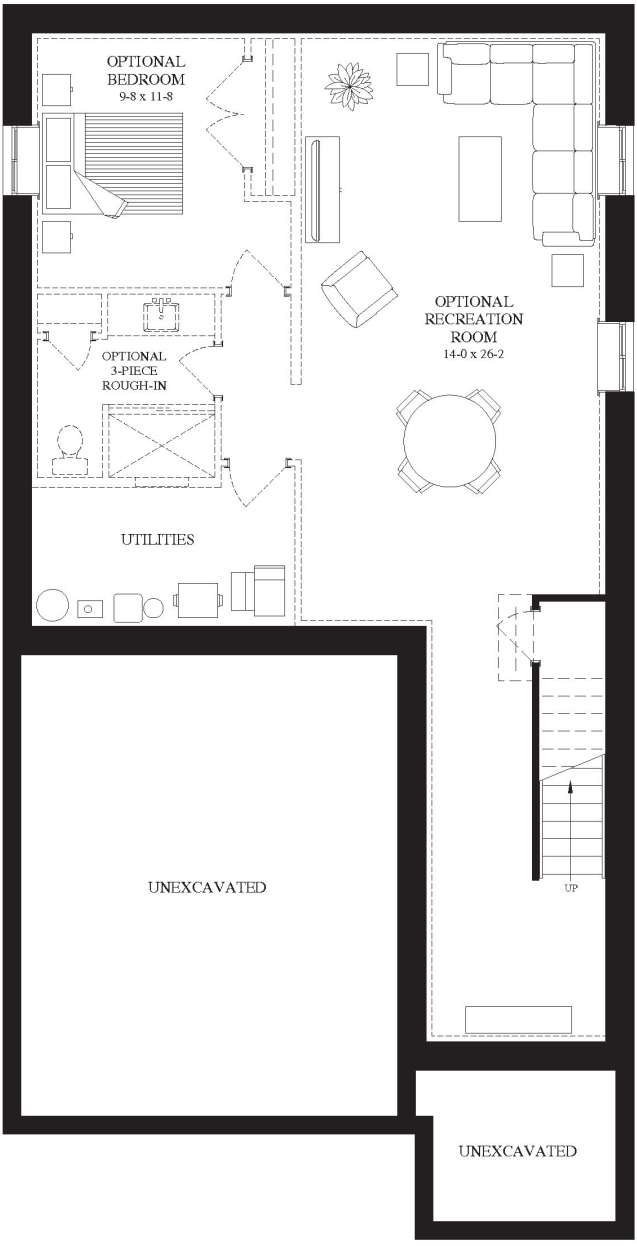 OPTIONAL
BEDROOM
9-8 x 11-8
OPTIONAL
RECREATION
ROOM
14-0 x 26-2
OPTIONAL
3-PIECE
ROUGH-IN
UTILITIES
UNEXCAVATED
UP
UNEXCAVATED